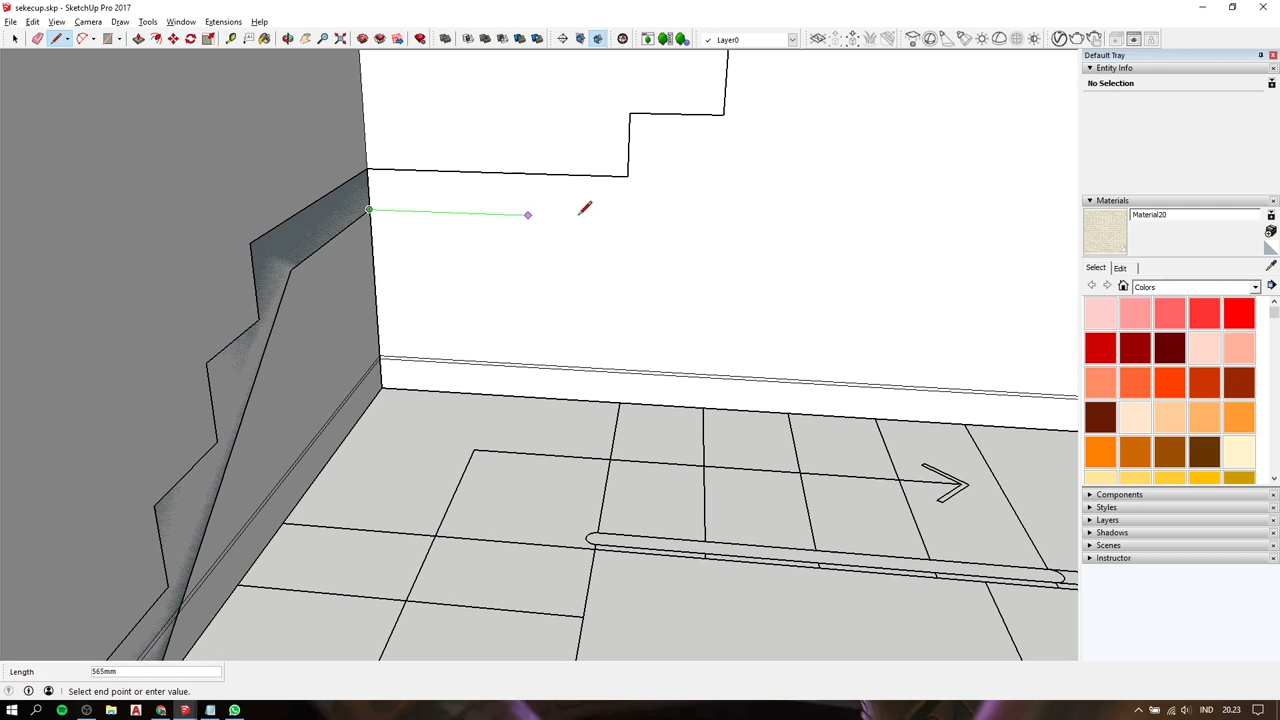 sekecup.skp - SketchUp Pro 2017
File Edit View Camera Draw Tools Window Extensions Help
Layer0
Default Tray
Entity Info
No Selection
Materials
Material20
Select Edit
Colors
Components
Styles
Layers
Shadows
Scenes
Instructor
Length 565mm
Select end point or enter value.
IND 20.23